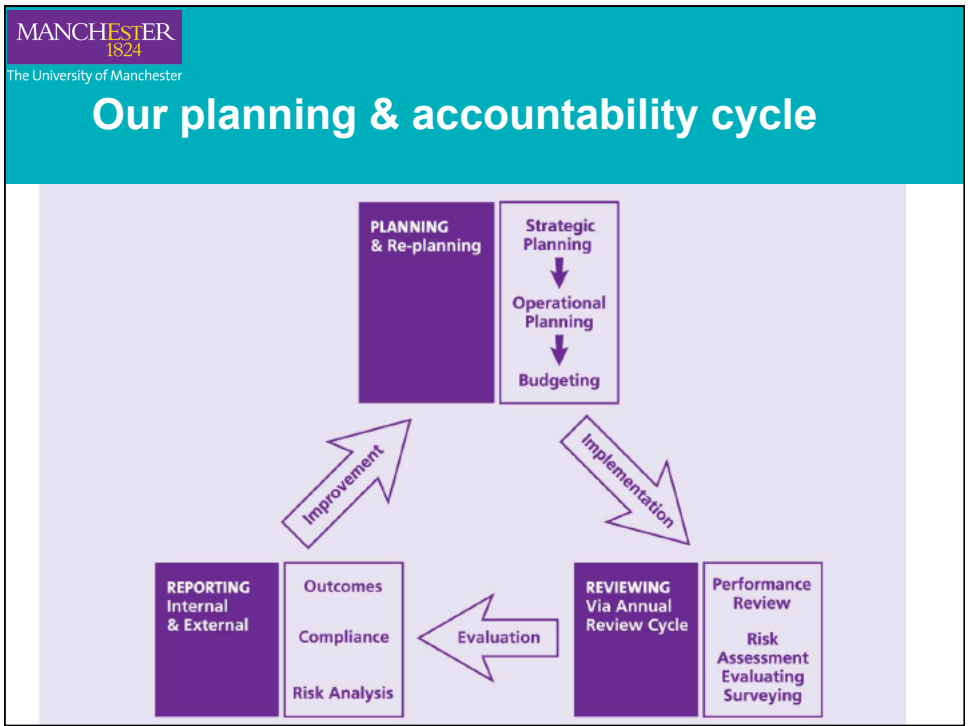 MANCHESTER
1824
The University of Manchester
Our planning & accountability cycle
PLANNING
& Re-planning
Strategic
Planning
Operational
Planning
Budgeting
Improvement
Implementation
REPORTING
Internal
& External
Outcomes
Compliance
Risk Analysis
Evaluation
REVIEWING
Via Annual
Review Cycle
Performance
Review
Risk
Assessment
Evaluating
Surveying